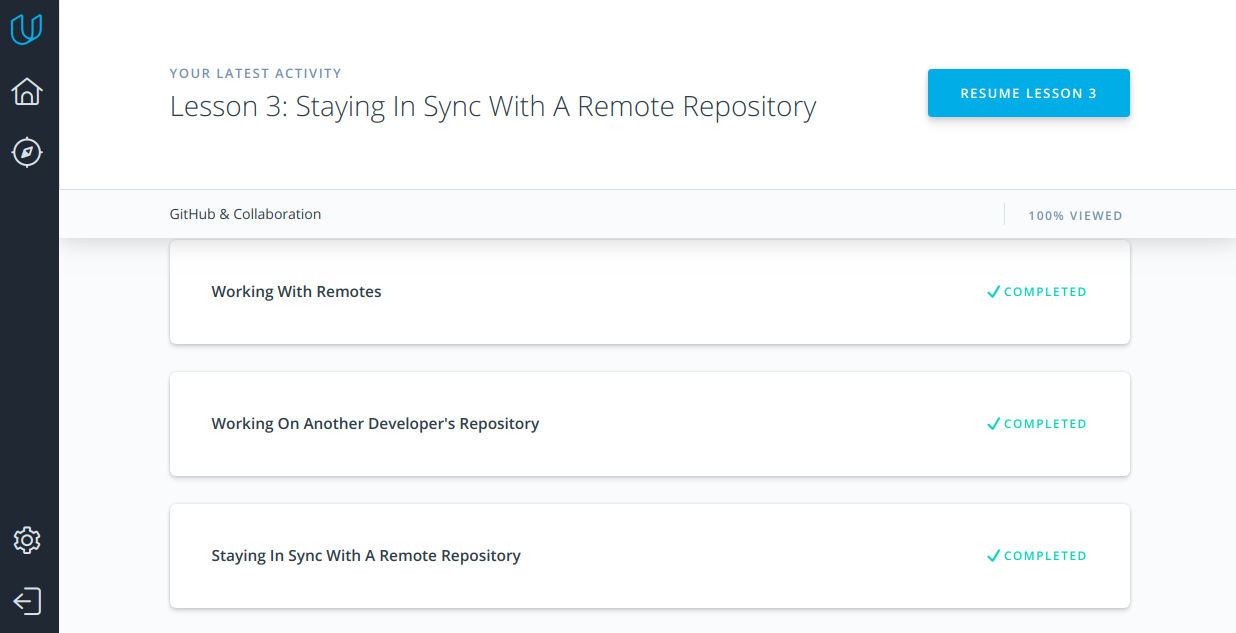 YOUR LATEST ACTIVITY
Lesson 3: Staying In Sync With A Remote Repository
RESUME LESSON 3
GitHub & Collaboration
100% VIEWED
Working With Remotes
COMPLETED
Working On Another Developer's Repository
COMPLETED
Staying In Sync With A Remote Repository
COMPLETED